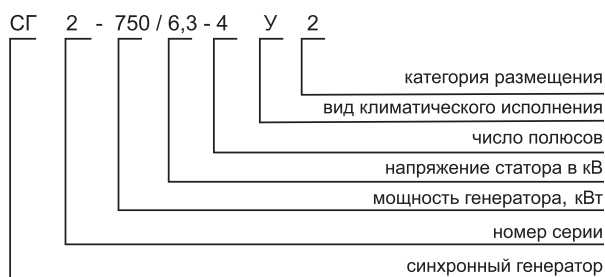 СГ 2 - 750 / 6,3 - 4 У 2
категория размещения
вид климатического исполнения
число полюсов
напряжение статора в кВ
мощность генератора, кВт
номер серии
синхронный генератор